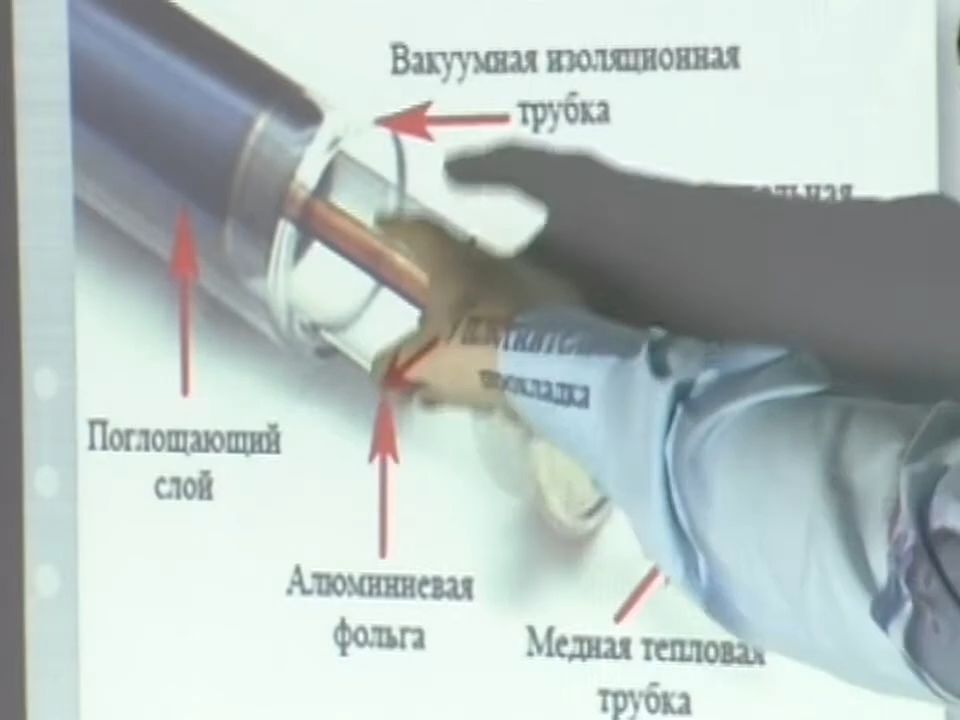 Вакуумная изоляционная
трубка
Поглощающий
слой
Алюминиевая
фольга
Медная тепловая
трубка